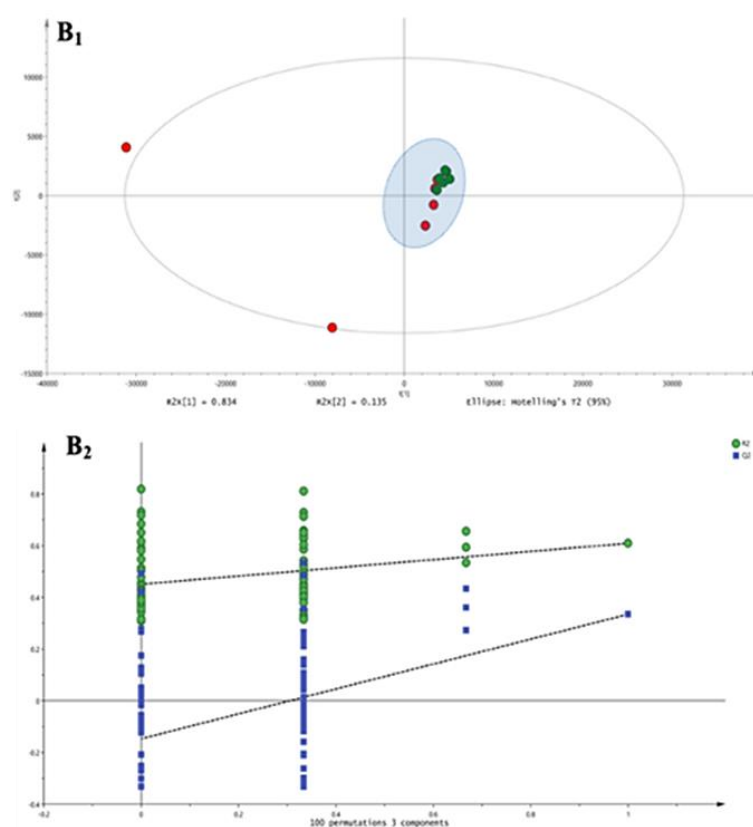 B1
10000
5000
0
-5000
-10000
-15000
-40000 -30000 -20000 -10000 0 10000 20000 30000
R2X[1] = 0.834 R2X[2] = 0.135 Ellipse: Hotelling's T2 (95%)
B2
R2
Q2
0.8
0.6
0.4
0.2
0
-0.2
-0.4
0 0.2 0.4 0.6 0.8 1
100 permutations 3 components